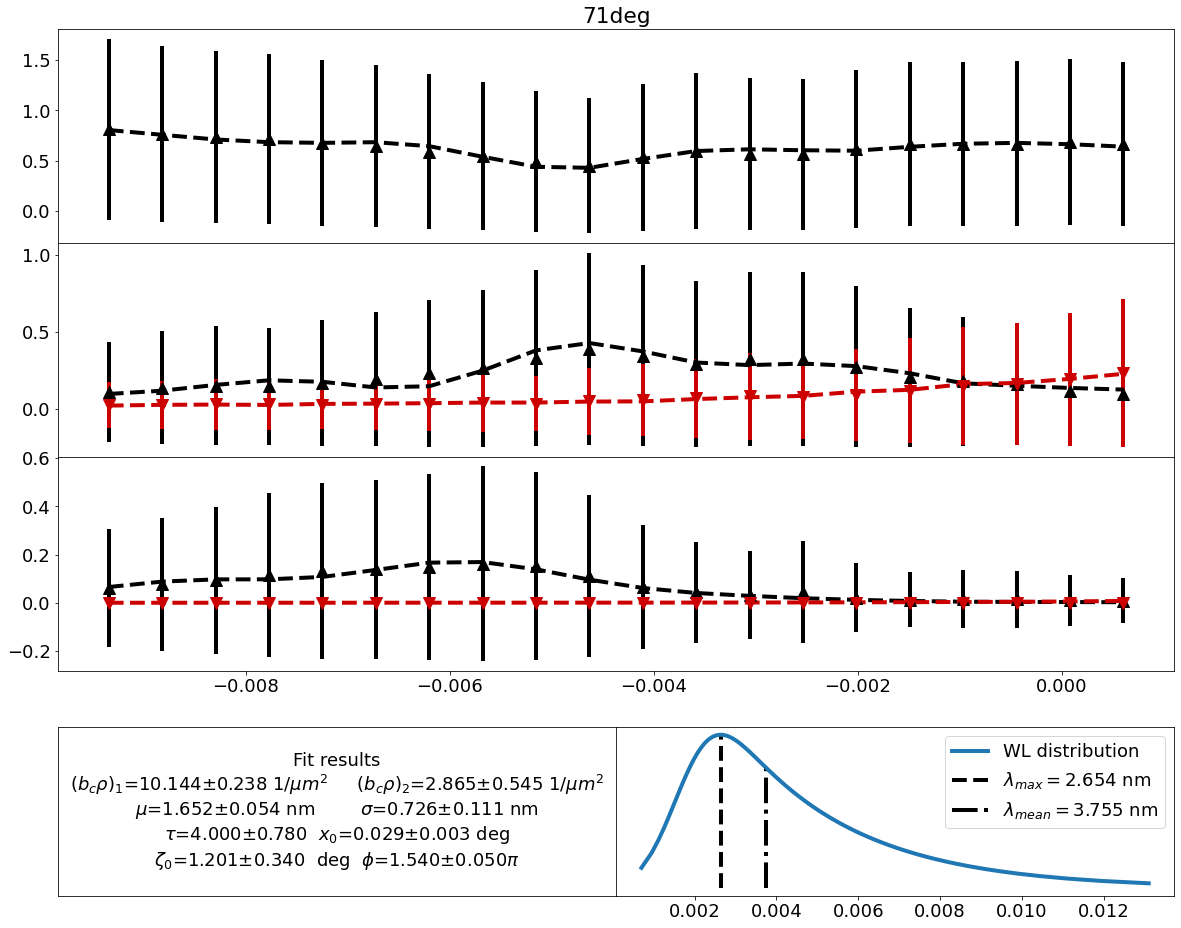 71deg
1.5
1.0
0.5
0.0
1.0
0.5
0.0
0.6
0.4
0.2
0.0
−0.2
−0.008 −0.006 −0.004 −0.002 0.000
Fit results
(b_cρ)_1=10.144±0.238 1/μm^2 (b_cρ)_2=2.865±0.545 1/μm^2
μ=1.652±0.054 nm σ=0.726±0.111 nm
τ=4.000±0.780 x_0=0.029±0.003 deg
ζ_0=1.201±0.340 deg ϕ=1.540±0.050π
WL distribution
λ_max = 2.654 nm
λ_mean = 3.755 nm
0.002 0.004 0.006 0.008 0.010 0.012